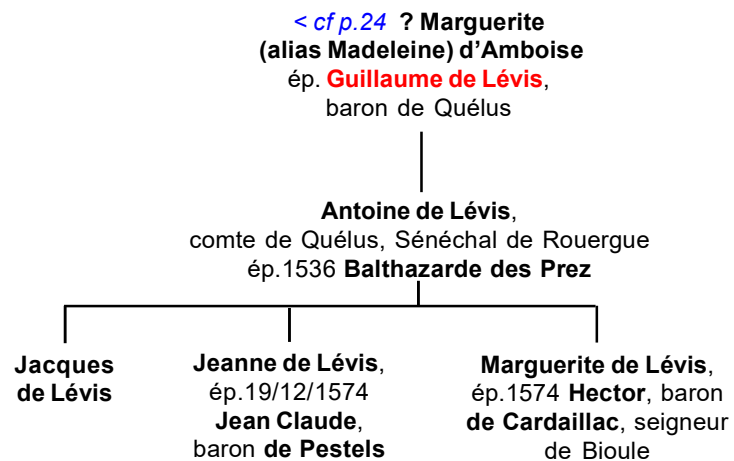 < cf p.24 ? Marguerite
(alias Madeleine) d’Amboise
ép. Guillaume de Lévis,
baron de Quélus
Antoine de Lévis,
comte de Quélus, Sénéchal de Rouergue
ép.1536 Balthazarde des Prez
Jacques
de Lévis
Jeanne de Lévis,
ép.19/12/1574
Jean Claude,
baron de Pestels
Marguerite de Lévis,
ép.1574 Hector, baron
de Cardaillac, seigneur
de Bioule